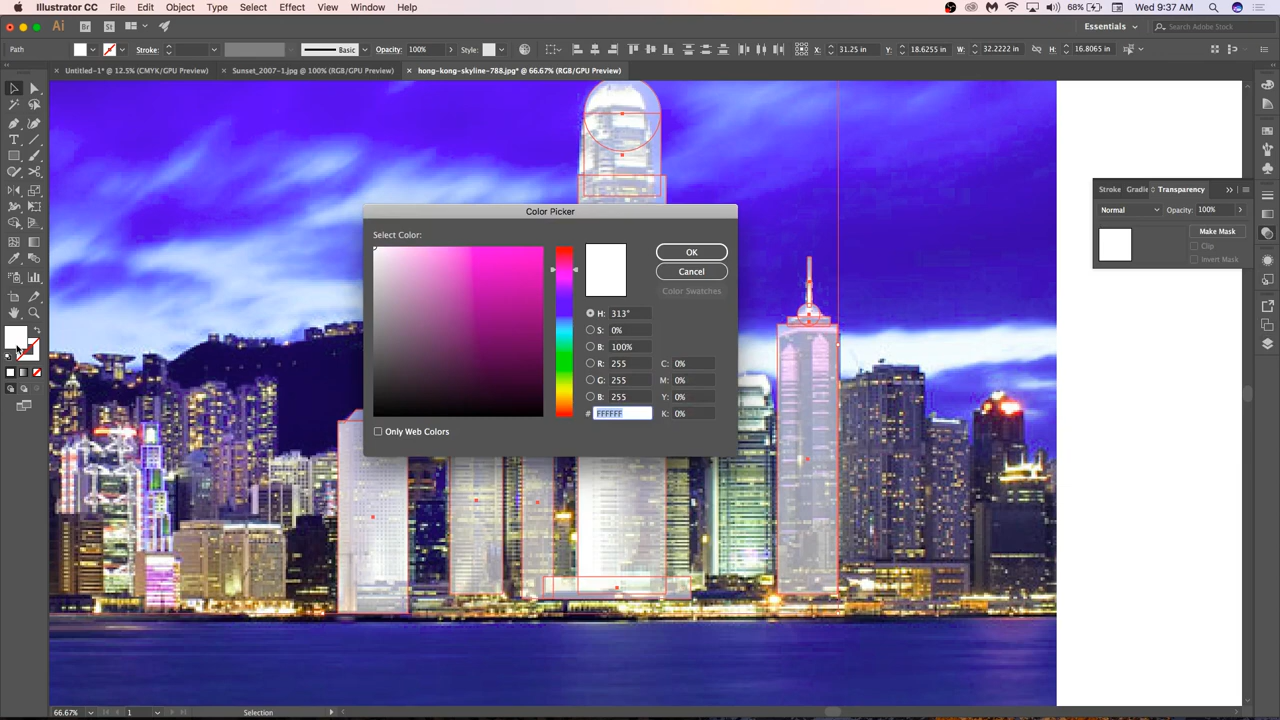 Illustrator CC File Edit Object Type Select Effect View Window Help 68% Wed 9:37 AM
Ai Br St Essentials Search Adobe Stock
Path Stroke: Basic Opacity: 100% Style: X: 31.25 in Y: 18.6255 in W: 32.2222 in H: 16.8065 in
× Untitled-1* @ 12.5% (CMYK/GPU Preview) × Sunset_2007-1.jpg @ 100% (RGB/GPU Preview) × hong-kong-skyline-788.jpg* @ 66.67% (RGB/GPU Preview)
Stroke Gradie Transparency
Normal Opacity: 100%
Make Mask
Clip
Invert Mask
Color Picker
Select Color:
OK
Cancel
Color Swatches
H: 313°
S: 0%
B: 100%
R: 255 C: 0%
G: 255 M: 0%
B: 255 Y: 0%
# FFFFFF K: 0%
Only Web Colors
66.67% 1 Selection